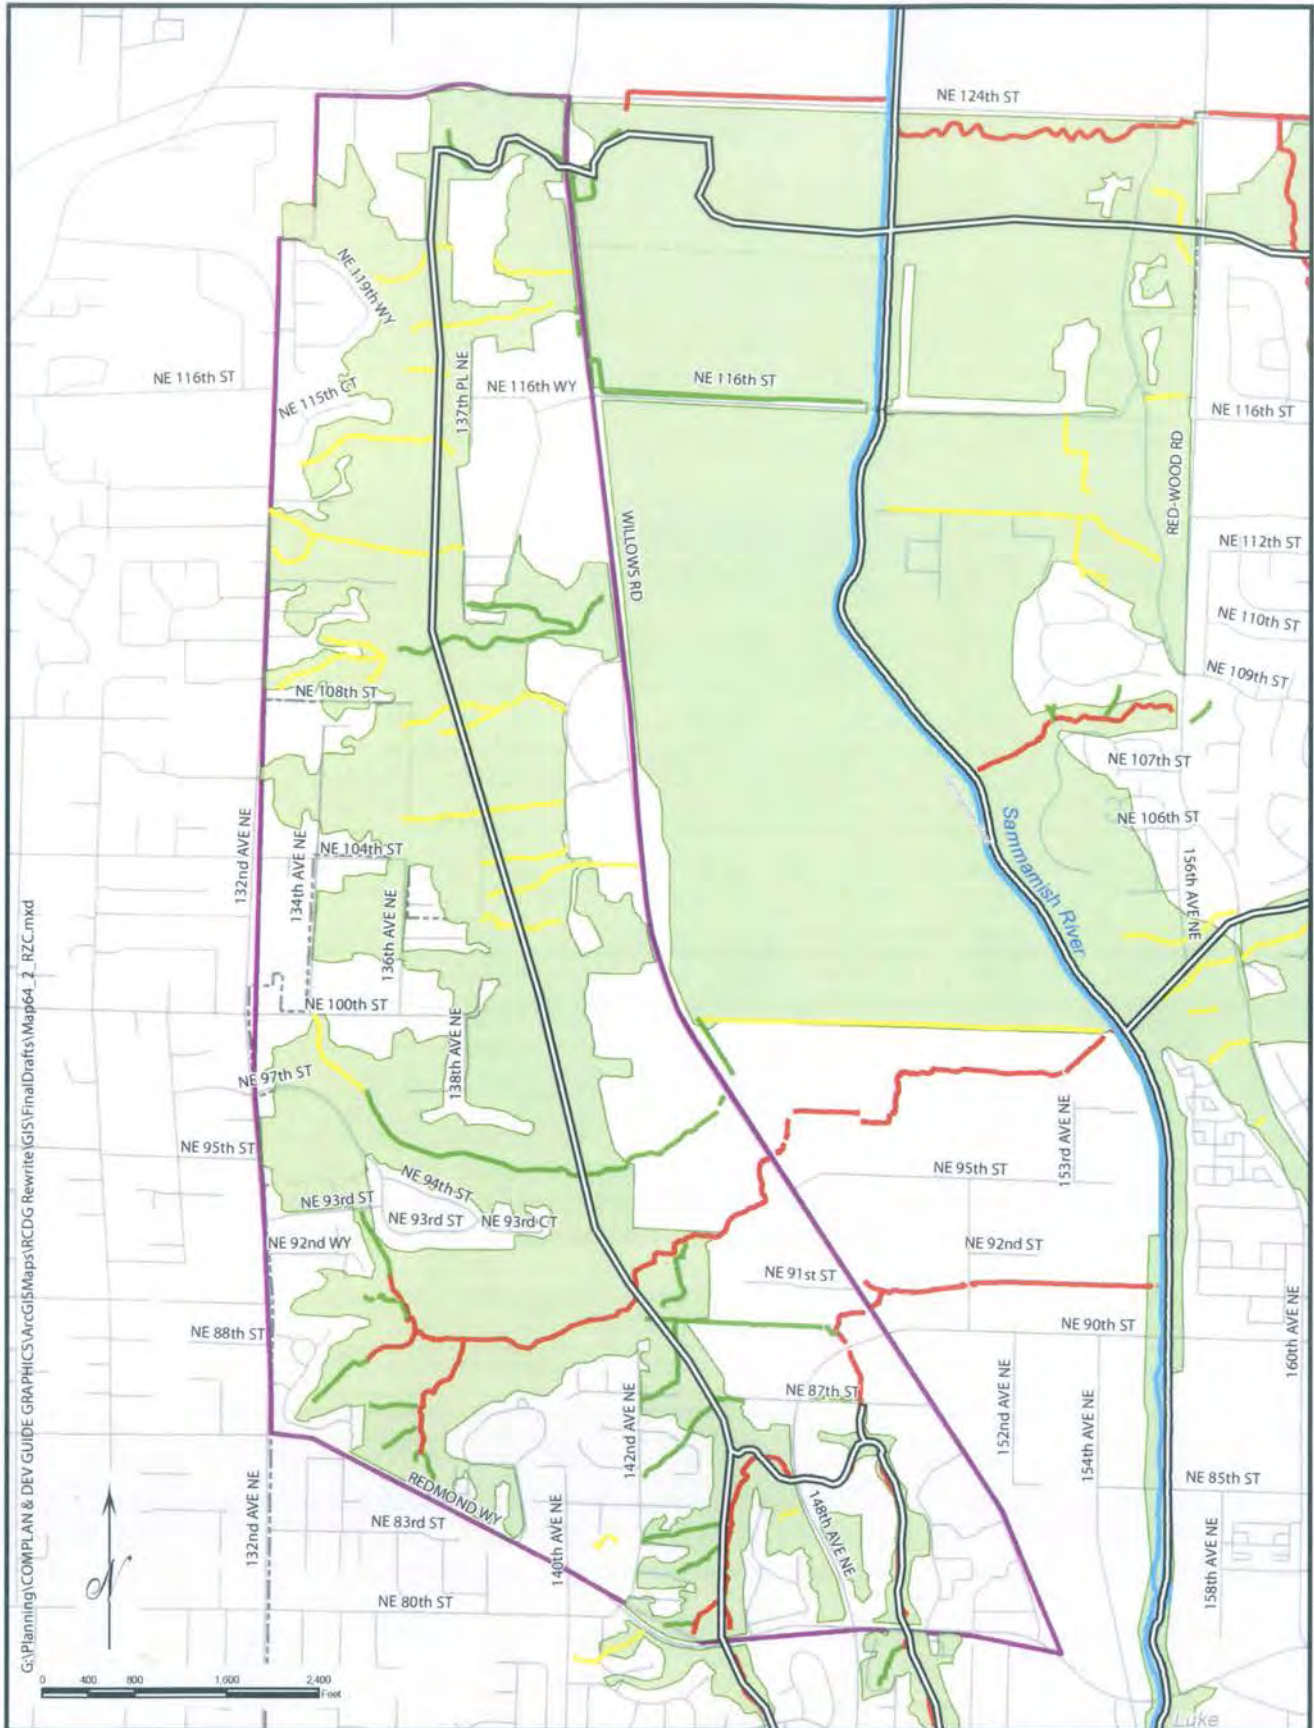 NE 124th ST
NE 119th WY
NE 116th ST
NE 115th CT
137th PL NE
NE 116th WY
NE 116th ST
NE 116th ST
RED-WOOD RD
WILLOWS RD
NE 112th ST
NE 110th ST
NE 109th ST
NE 108th ST
NE 107th ST
NE 106th ST
Sammamish River
132nd AVE NE
134th AVE NE
NE 104th ST
136th AVE NE
156th AVE NE
NE 100th ST
138th AVE NE
NE 97th ST
153rd AVE NE
NE 95th ST
NE 94th ST
NE 95th ST
NE 93rd ST
NE 93rd ST
NE 93rd CT
NE 92nd WY
NE 92nd ST
NE 91st ST
NE 88th ST
NE 90th ST
160th AVE NE
NE 87th ST
142nd AVE NE
152nd AVE NE
154th AVE NE
REDMOND WY
NE 85th ST
132nd AVE NE
NE 83rd ST
140th AVE NE
148th AVE NE
158th AVE NE
NE 80th ST
N
0 400 800 1,600 2,400
Feet
Luke
G:\Planning\COMPLAN & DEV GUIDE GRAPHICS\ArcGISMaps\RCDG Rewrite\GIS\FinalDrafts\Map64_2_RZC.mxd